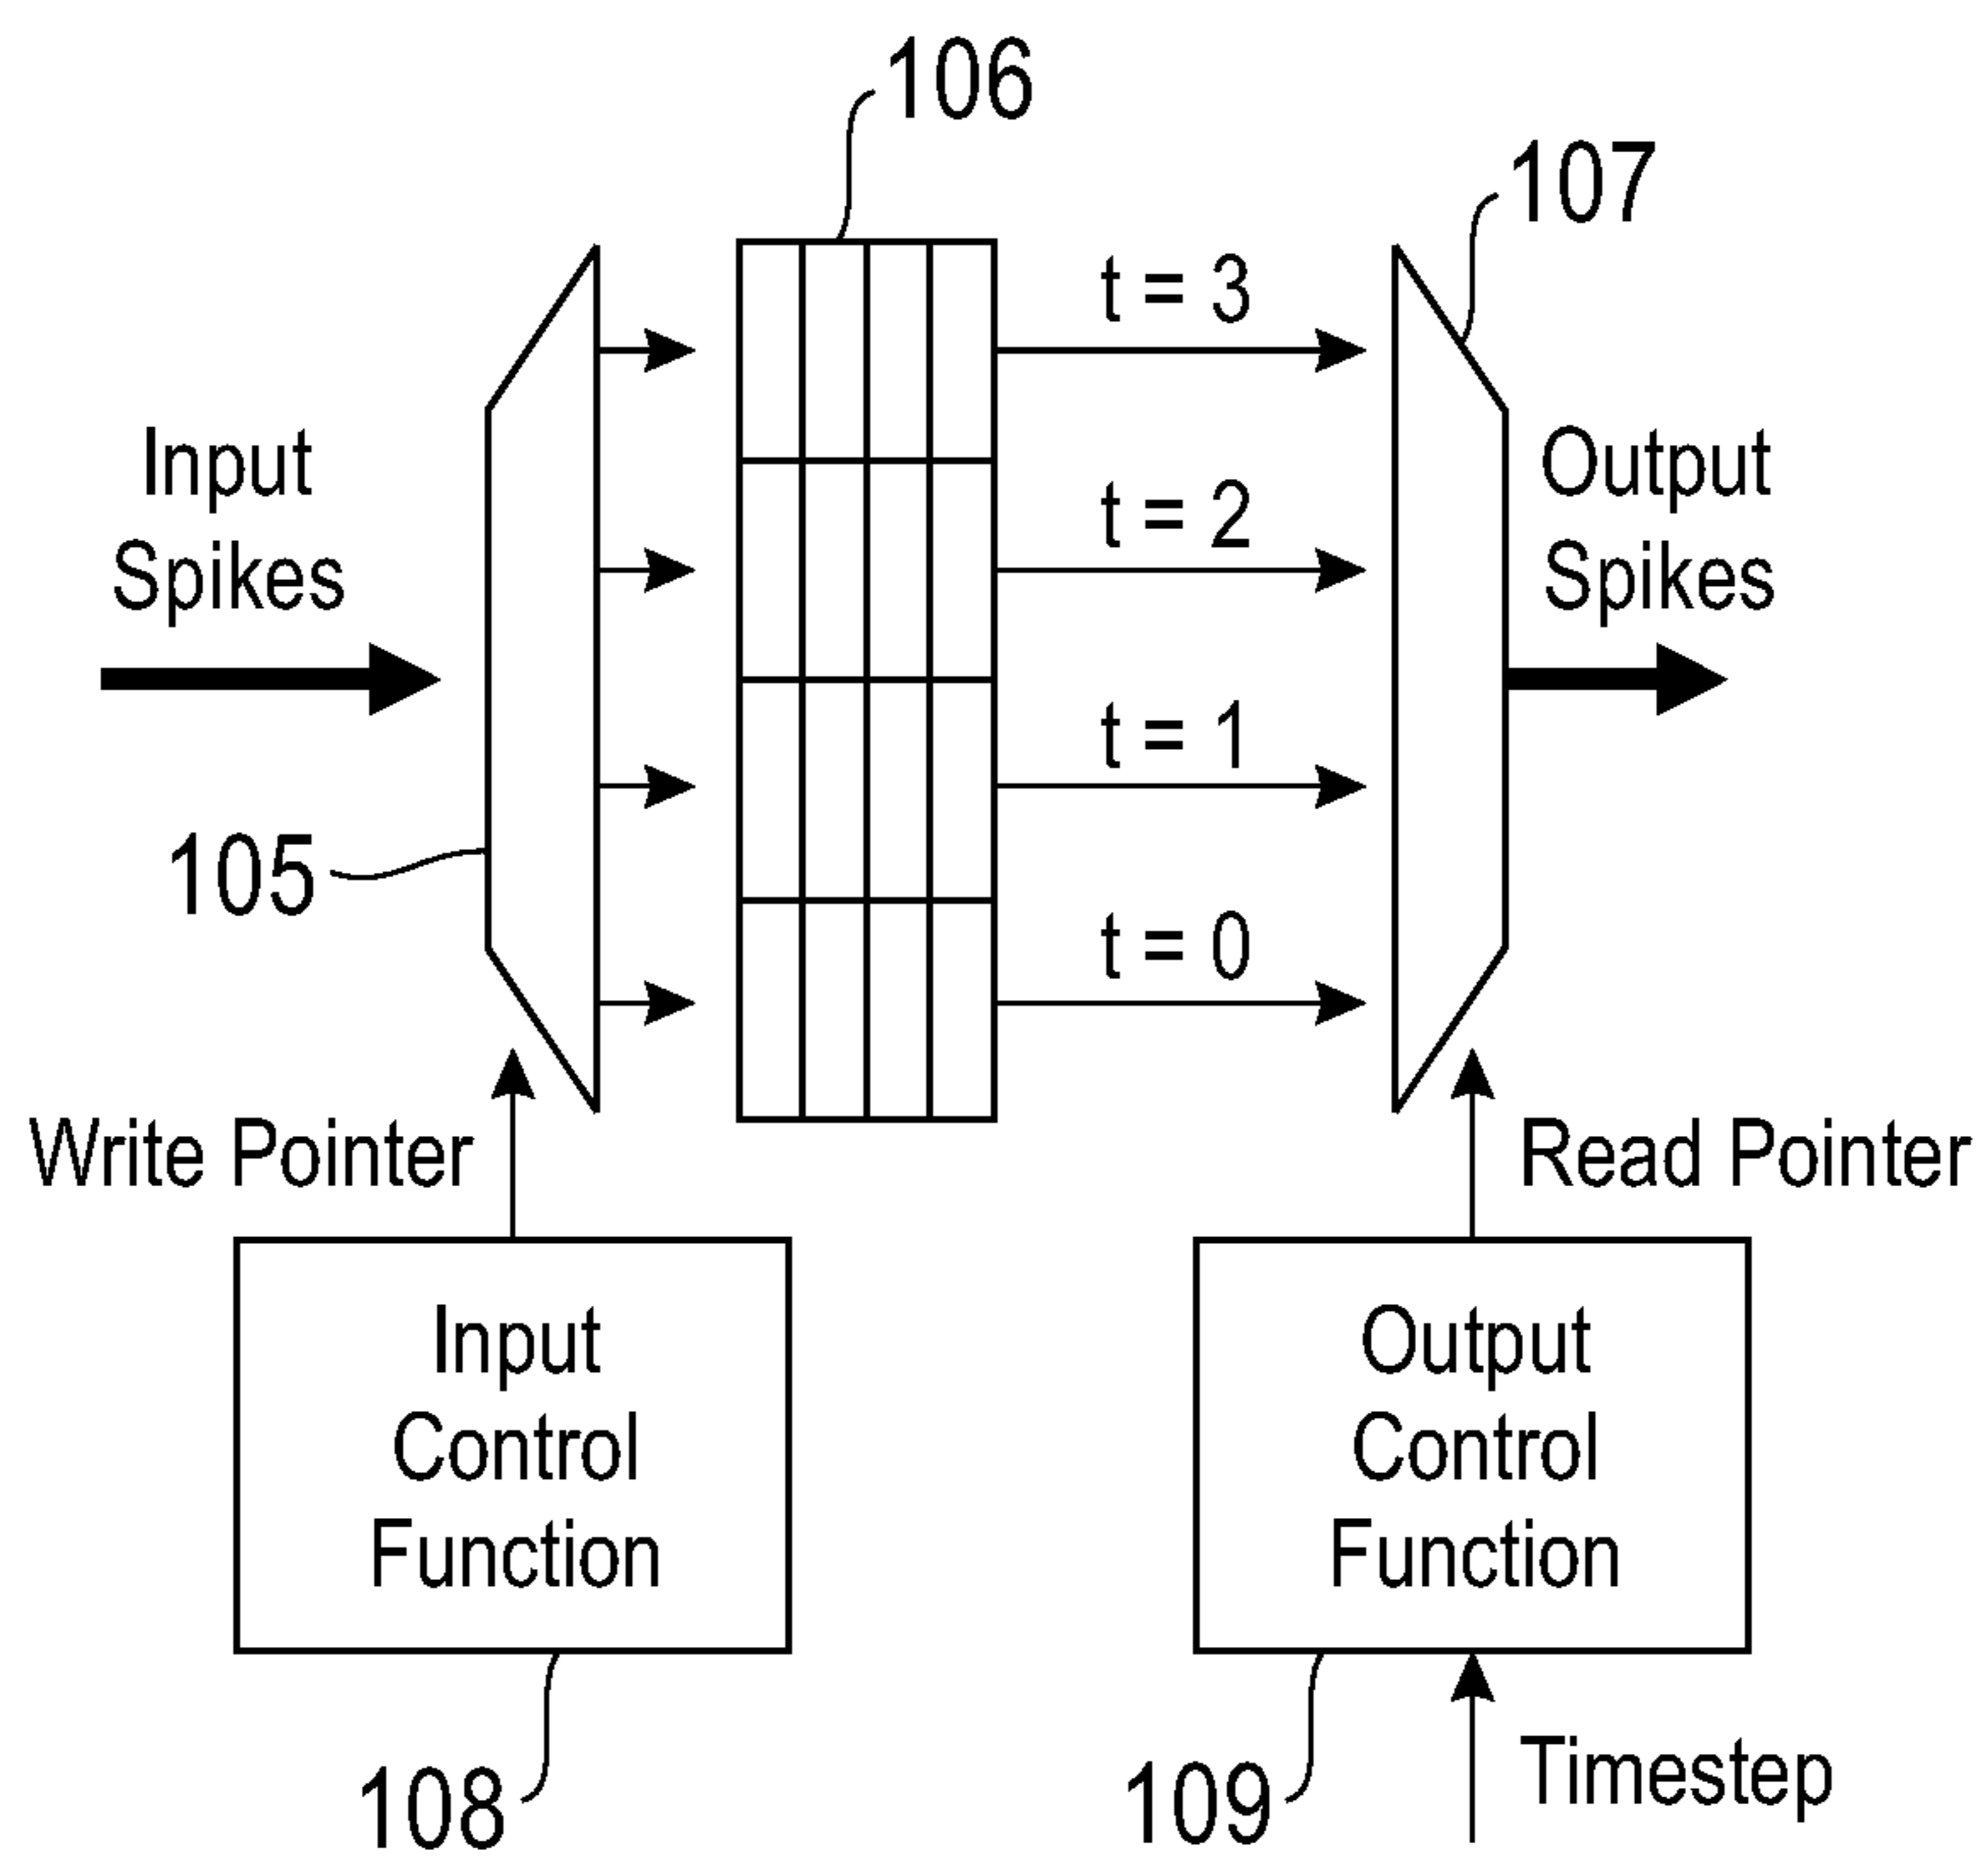 106
107
t = 3
Input
Spikes
t = 2
Output
Spikes
t = 1
105
t = 0
Write Pointer
Read Pointer
Input
Control
Function
Output
Control
Function
108
109
Timestep